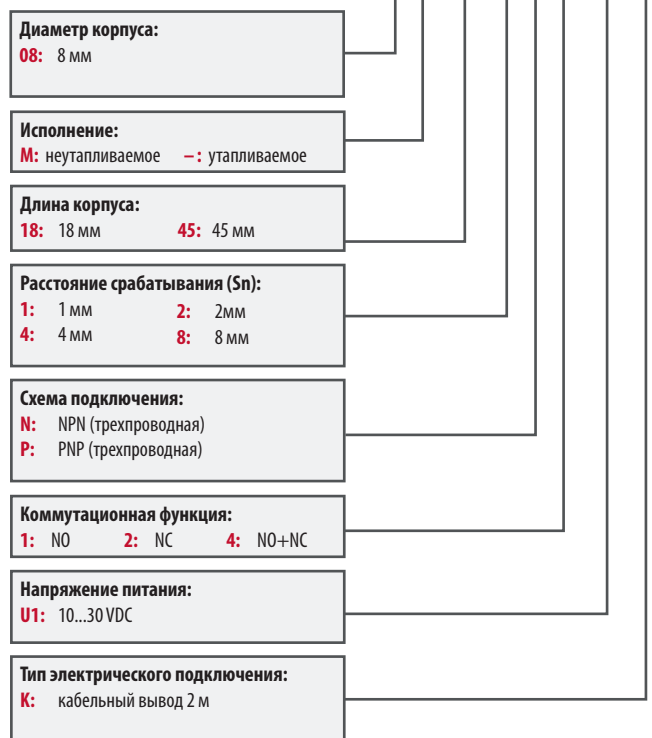 Диаметр корпуса:
08: 8 мм
Исполнение:
M: неутапливаемое –: утапливаемое
Длина корпуса:
18: 18 мм 45: 45 мм
Расстояние срабатывания (Sn):
1: 1 мм 2: 2мм
4: 4 мм 8: 8 мм
Схема подключения:
N: NPN (трехпроводная)
P: PNP (трехпроводная)
Коммутационная функция:
1: NO 2: NC 4: NO+NC
Напряжение питания:
U1: 10...30 VDC
Тип электрического подключения:
K: кабельный вывод 2 м